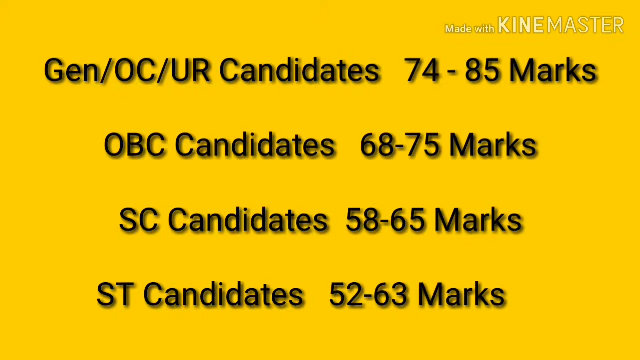 Made with KINEMASTER
Gen/OC/UR Candidates 74 - 85 Marks
OBC Candidates 68-75 Marks
SC Candidates 58-65 Marks
ST Candidates 52-63 Marks